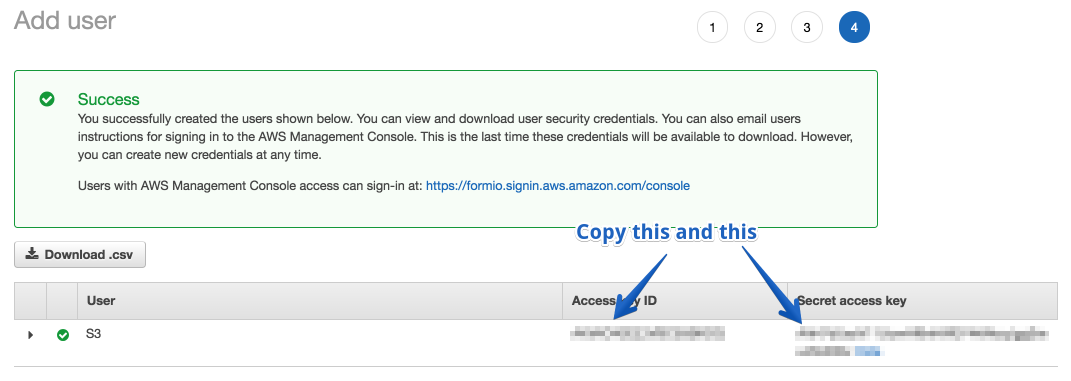 Add user
1 2 3 4
Success
You successfully created the users shown below. You can view and download user security credentials. You can also email users
instructions for signing in to the AWS Management Console. This is the last time these credentials will be available to download. However,
you can create new credentials at any time.
Users with AWS Management Console access can sign-in at: https://formio.signin.aws.amazon.com/console
Copy this and this
Download .csv
User Access key ID Secret access key
S3